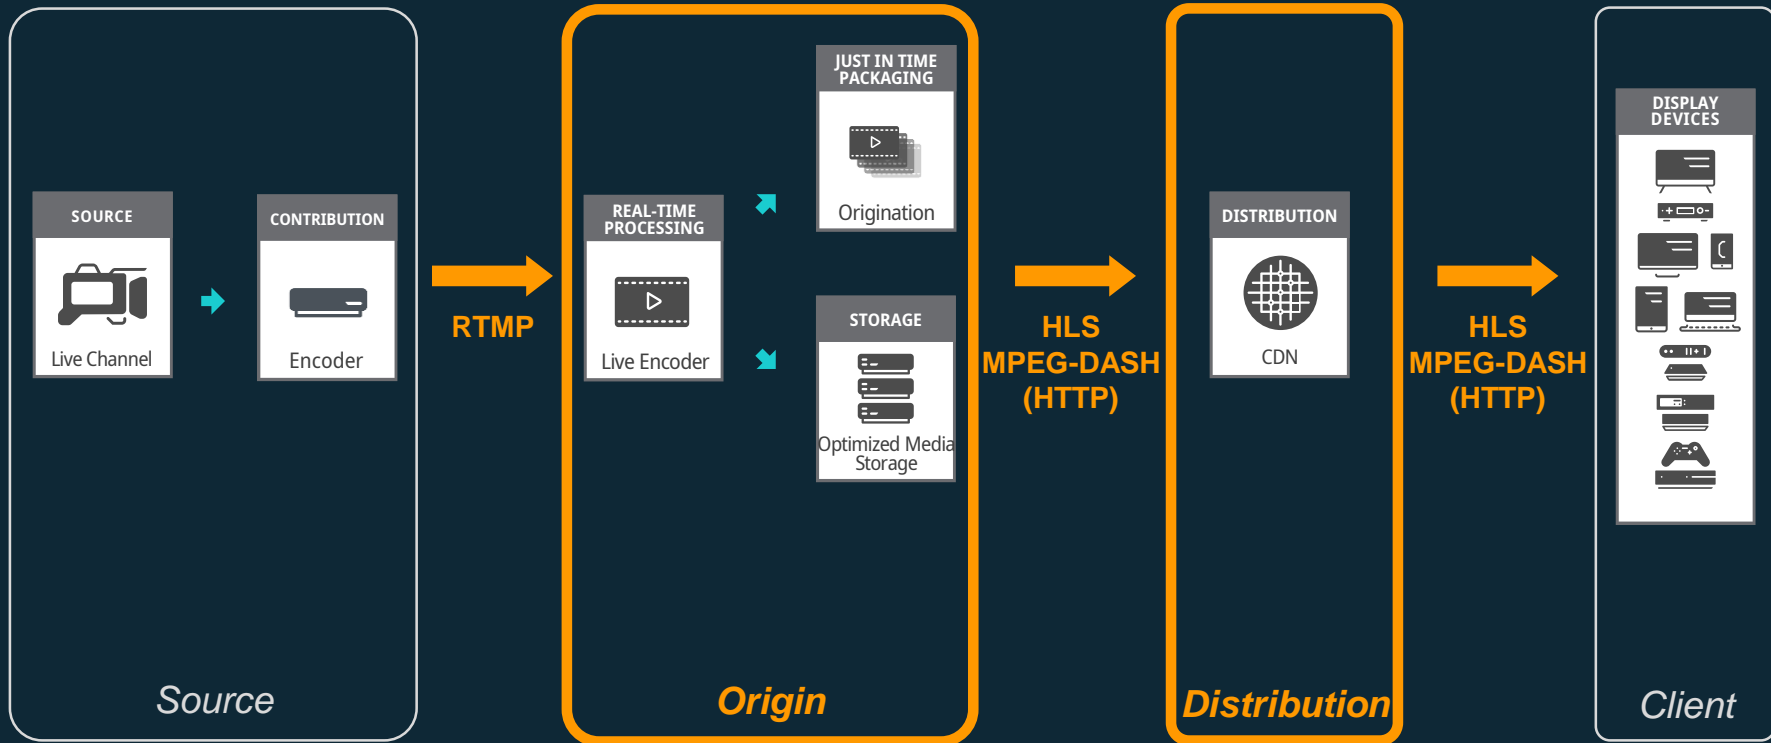 SOURCE
Live Channel
CONTRIBUTION
Encoder
Source
RTMP
REAL-TIME
PROCESSING
Live Encoder
JUST IN TIME
PACKAGING
Origination
STORAGE
Optimized Media
Storage
Origin
HLS
MPEG-DASH
(HTTP)
DISTRIBUTION
CDN
Distribution
HLS
MPEG-DASH
(HTTP)
DISPLAY
DEVICES
Client